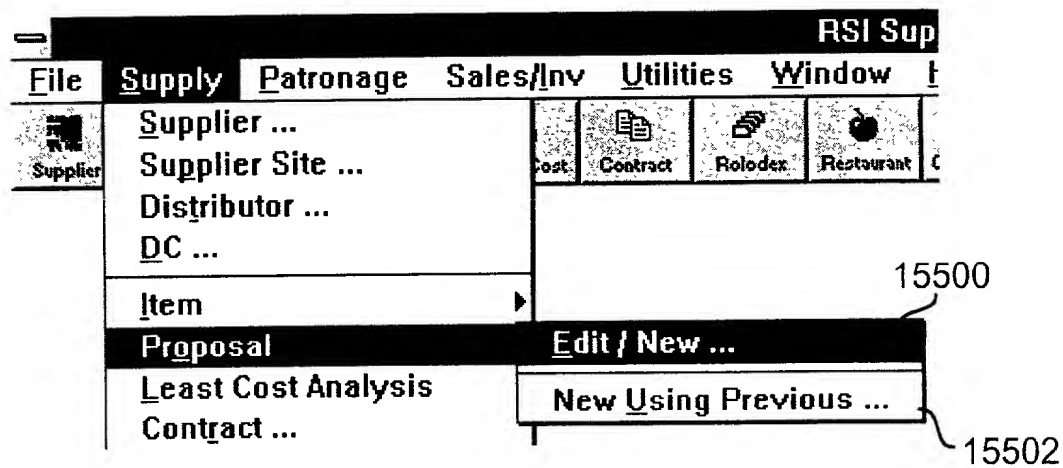 RSI Sup
File Supply Patronage Sales/Inv Utilities Window
Supplier Cost Contract Rolodex Restaurant
Supplier ...
Supplier Site ...
Distributor ...
DC ...
Item
Proposal
Least Cost Analysis
Contract ...
15500
Edit / New ...
New Using Previous ...
15502